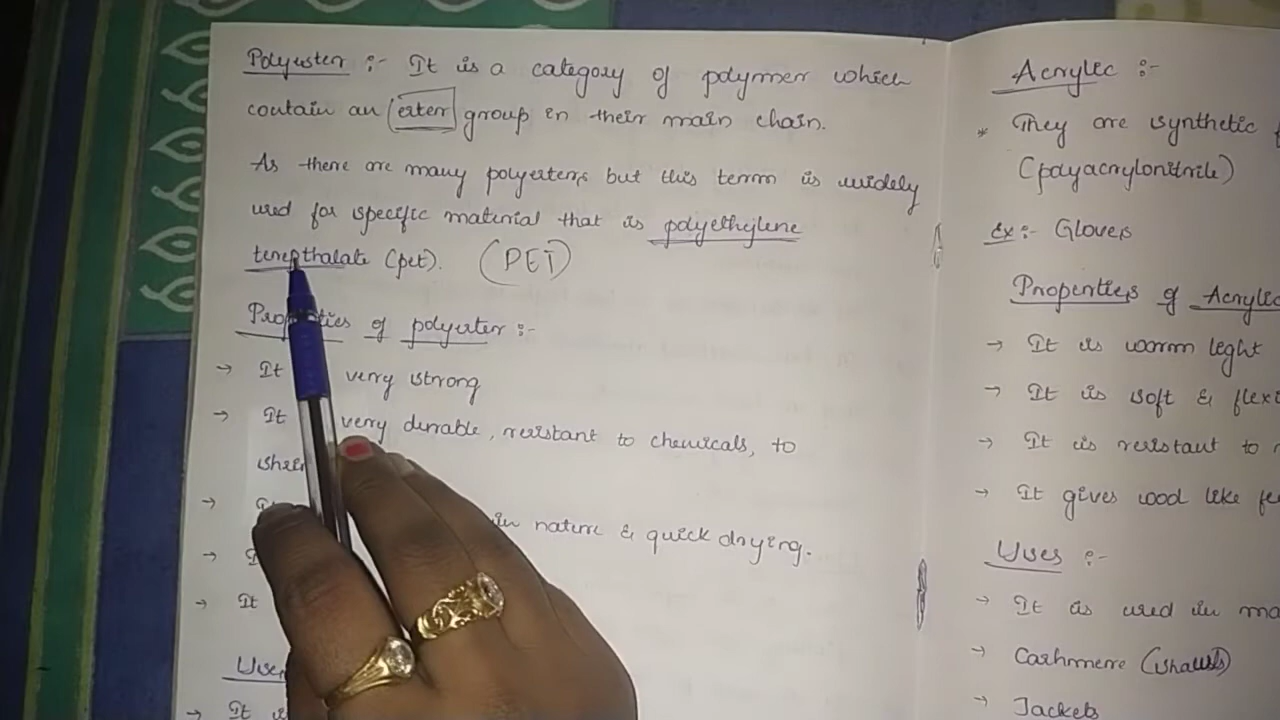 Polyester :- It is a category of polymer which
contain an ester group in their main chain.
As there are many polyesters but this term is widely
used for specific material that is polyethylene
terepthalate (pet). (PET)
Properties of polyester :-
→ It very strong
→ It very durable, resistant to chemicals, to
→ in nature & quick drying.
→
→ It
Uses
→ It
Acrylic :-
* They are synthetic
(polyacrylonitrile)
Ex:- Gloves
Properties of Acrylic
→ It is warm light
→ It is soft & flexi
→ It is resistant to
→ It gives wool like
Uses :-
→ It is used in
→ Cashmere (shawls)
→ Jackets